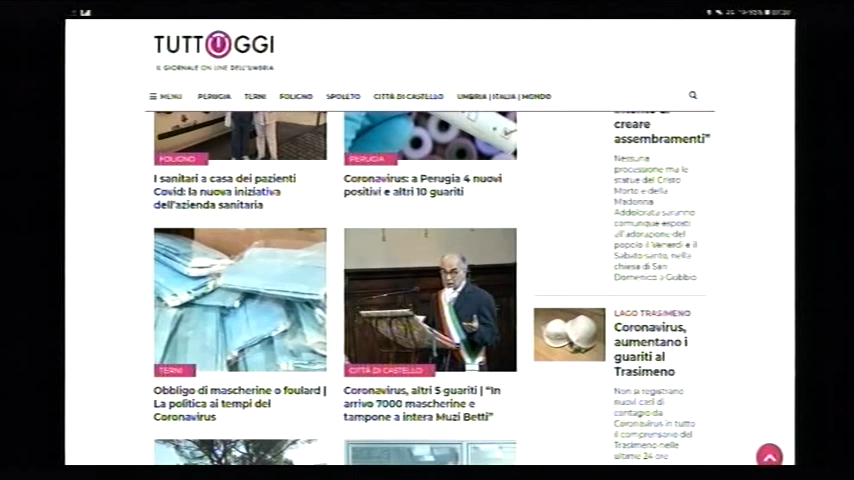 TUTTOGGI
IL GIORNALE ON LINE DELL'UMBRIA
MENU PERUGIA TERNI FOLIGNO SPOLETO CITTÀ DI CASTELLO UMBRIA | ITALIA | MONDO
FOLIGNO
I sanitari a casa dei pazienti
Covid: la nuova iniziativa
dell'azienda sanitaria
PERUGIA
Coronavirus: a Perugia 4 nuovi
positivi e altri 10 guariti
TERNI
Obbligo di mascherine o foulard |
La politica ai tempi del
Coronavirus
CITTÀ DI CASTELLO
Coronavirus, altri 5 guariti | "In
arrivo 7000 mascherine e
tampone a intera Muzi Betti"
creare
assembramenti"
Nessuna
processione ma le
statue del Cristo
Morto e della
Madonna
Addolorata saranno
comunque esposti
all'adorazione del
popolo il Venerdì e il
Sabato santo, nella
chiesa di San
Domenico a Gubbio
LAGO TRASIMENO
Coronavirus,
aumentano i
guariti al
Trasimeno
Non si registrano
nuovi casi di
contagio da
Coronavirus in tutto
il comprensorio del
Trasimeno nelle
ultime 24 ore